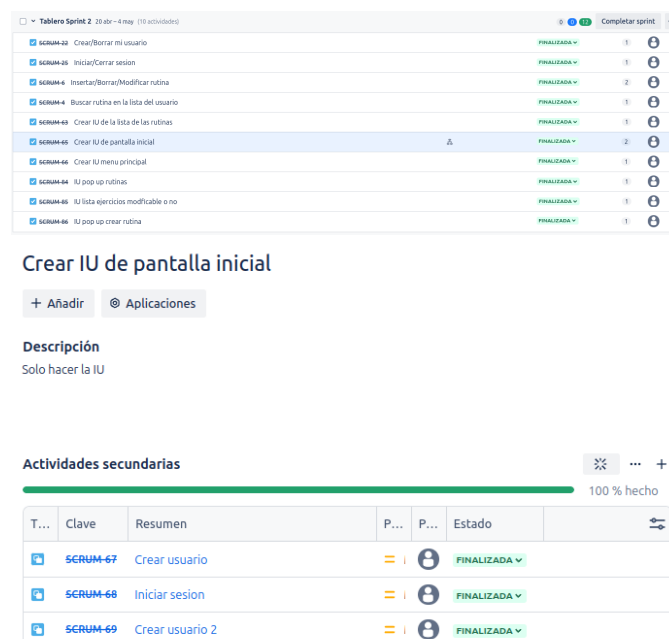 Tablero Sprint 2 20 abr – 4 may (10 actividades) 0 0 12 Completar sprint
SCRUM-22 Crear/Borrar mi usuario FINALIZADA 1
SCRUM-25 Iniciar/Cerrar sesion FINALIZADA 1
SCRUM-6 Insertar/Borrar/Modificar rutina FINALIZADA 2
SCRUM-4 Buscar rutina en la lista del usuario FINALIZADA 1
SCRUM-63 Crear IU de la lista de las rutinas FINALIZADA 1
SCRUM-65 Crear IU de pantalla inicial FINALIZADA 2
SCRUM-66 Crear IU menu principal FINALIZADA 1
SCRUM-84 IU pop up rutinas FINALIZADA 1
SCRUM-85 IU lista ejercicios modficable o no FINALIZADA 1
SCRUM-86 IU pop up crear rutina FINALIZADA 1
Crear IU de pantalla inicial
+ Añadir Aplicaciones
Descripción
Solo hacer la IU
Actividades secundarias
100 % hecho
T... Clave Resumen P... P... Estado
SCRUM-67 Crear usuario FINALIZADA
SCRUM-68 Iniciar sesion FINALIZADA
SCRUM-69 Crear usuario 2 FINALIZADA